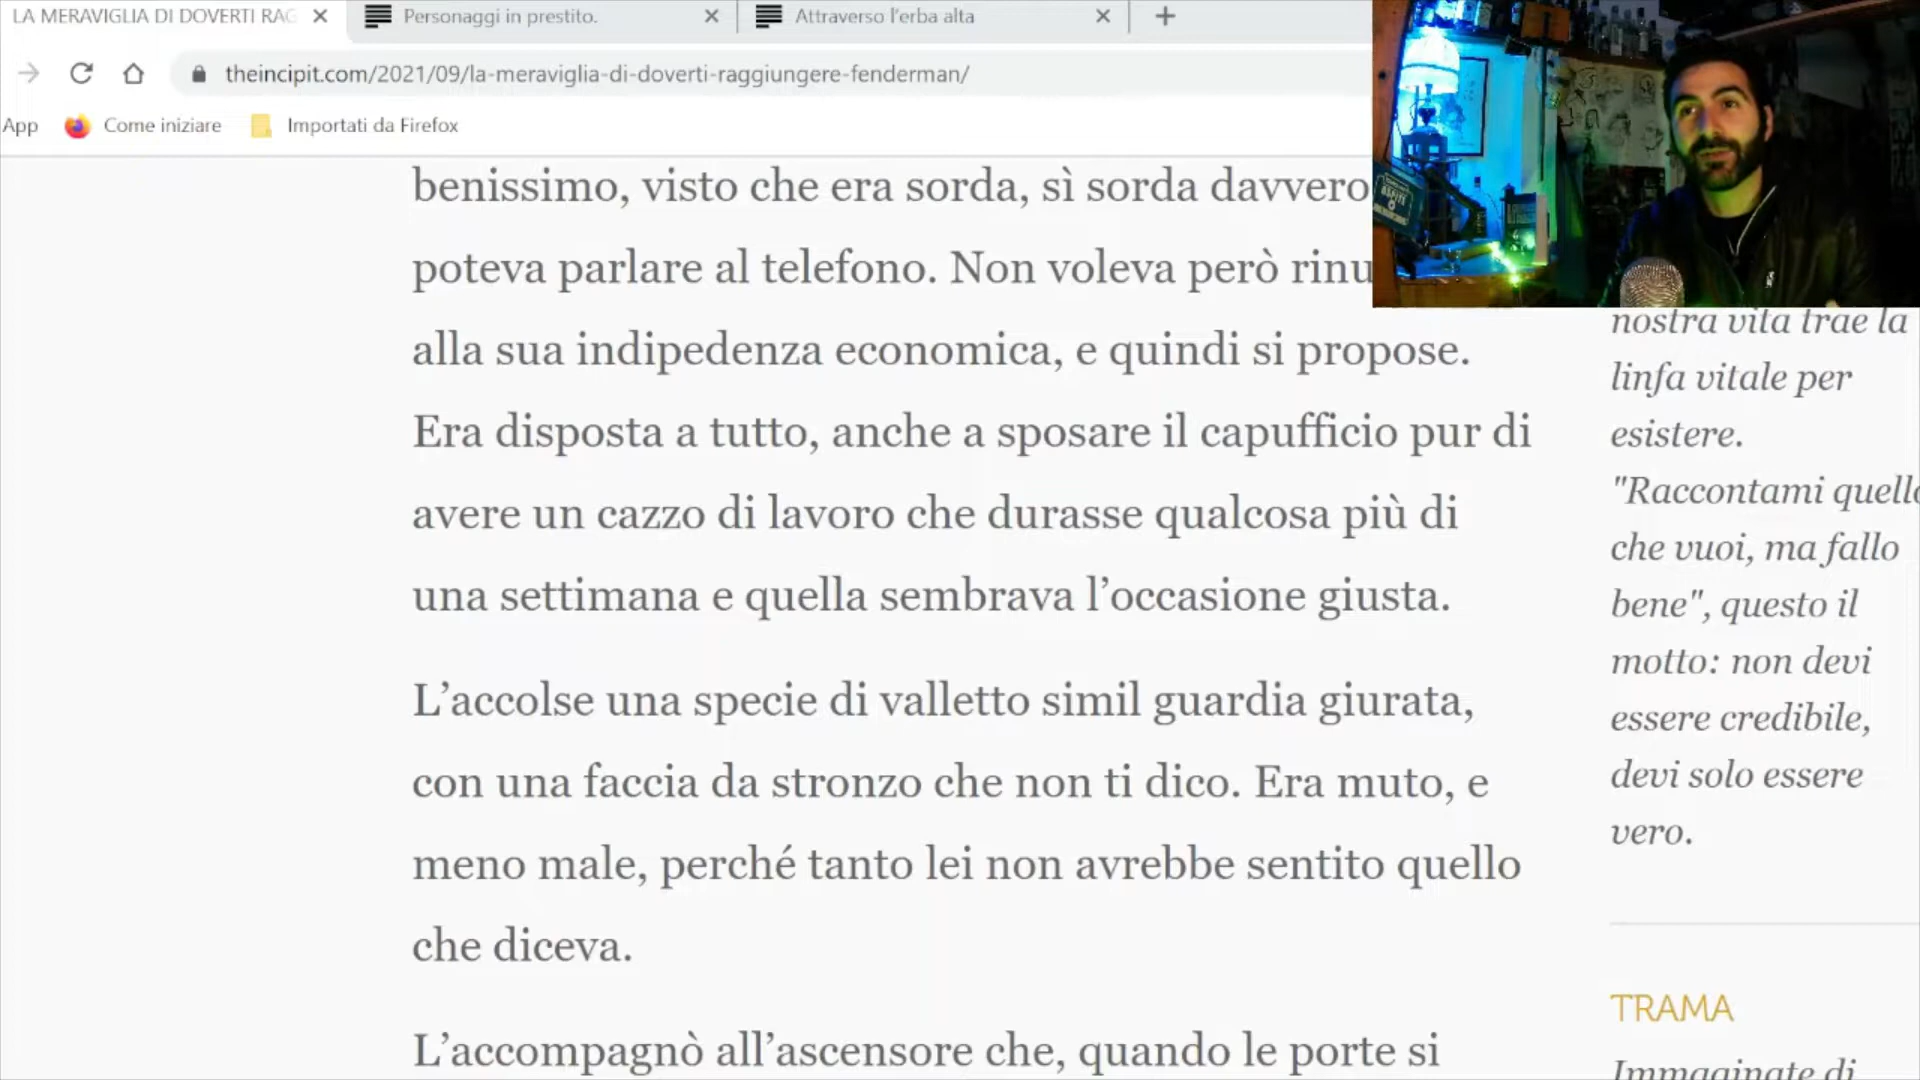 LA MERAVIGLIA DI DOVERTI RAG
Personaggi in prestito.
Attraverso l'erba alta
theincipit.com/2021/09/la-meraviglia-di-doverti-raggiungere-fenderman/
App
Come iniziare
Importati da Firefox
benissimo, visto che era sorda, sì sorda davvero
poteva parlare al telefono. Non voleva però rinu
alla sua indipedenza economica, e quindi si propose.
Era disposta a tutto, anche a sposare il capufficio pur di
avere un cazzo di lavoro che durasse qualcosa più di
una settimana e quella sembrava l’occasione giusta.
L’accolse una specie di valletto simil guardia giurata,
con una faccia da stronzo che non ti dico. Era muto, e
meno male, perché tanto lei non avrebbe sentito quello
che diceva.
L’accompagnò all’ascensore che, quando le porte si
nostra vita trae la
linfa vitale per
esistere.
"Raccontami quello
che vuoi, ma fallo
bene", questo il
motto: non devi
essere credibile,
devi solo essere
vero.
TRAMA
Immaginate di